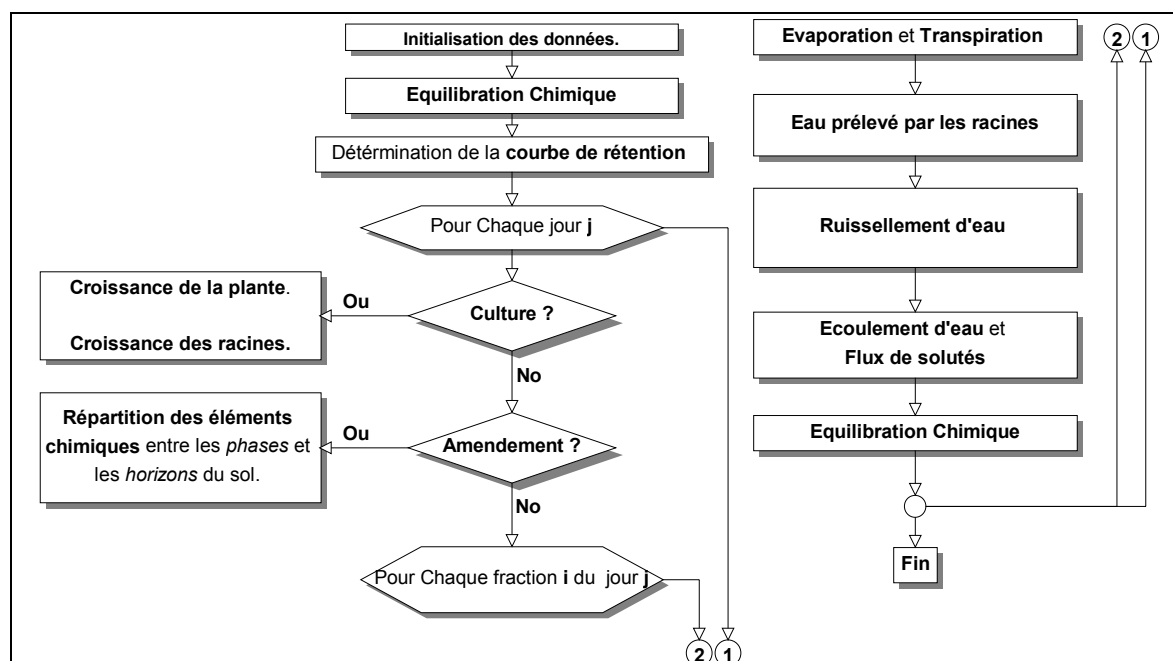 Initialisation des données.
Equilibration Chimique
Détérmination de la courbe de rétention
Pour Chaque jour j
Culture ?
Ou
Croissance de la plante.
Croissance des racines.
No
Amendement ?
Ou
Répartition des éléments
chimiques entre les phases et
les horizons du sol.
No
Pour Chaque fraction i du jour j
2 1
Evaporation et Transpiration
2 1
Eau prélevé par les racines
Ruissellement d'eau
Ecoulement d'eau et
Flux de solutés
Equilibration Chimique
Fin